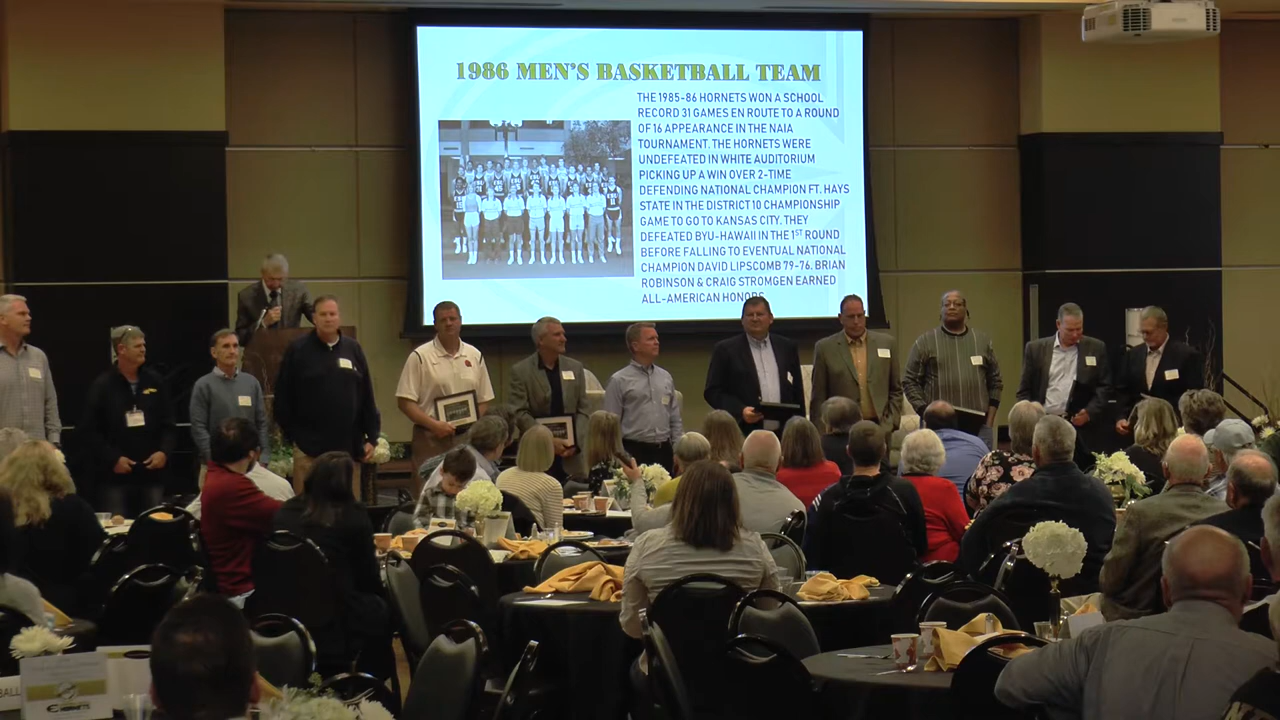 1986 MEN'S BASKETBALL TEAM
THE 1985-86 HORNETS WON A SCHOOL
RECORD 31 GAMES EN ROUTE TO A ROUND
OF 16 APPEARANCE IN THE NAIA
TOURNAMENT. THE HORNETS WERE
UNDEFEATED IN WHITE AUDITORIUM
PICKING UP A WIN OVER 2-TIME
DEFENDING NATIONAL CHAMPION FT. HAYS
STATE IN THE DISTRICT 10 CHAMPIONSHIP
GAME TO GO TO KANSAS CITY. THEY
DEFEATED BYU-HAWAII IN THE 1ST ROUND
BEFORE FALLING TO EVENTUAL NATIONAL
CHAMPION DAVID LIPSCOMB 79-76. BRIAN
ROBINSON & CRAIG STROMGEN EARNED
ALL-AMERICAN HONORS
BALL
HORNETS